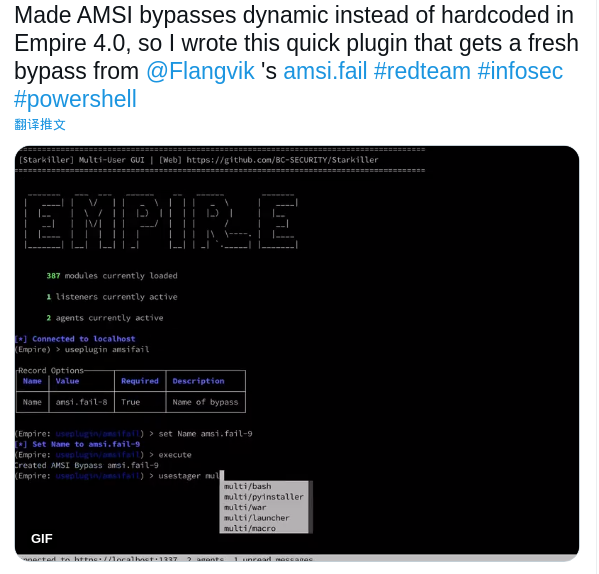 Made AMSI bypasses dynamic instead of hardcoded in
Empire 4.0, so I wrote this quick plugin that gets a fresh
bypass from @Flangvik 's amsi.fail #redteam #infosec
#powershell
翻译推文
[Starkiller] Multi-User GUI | [Web] https://github.com/BC-SECURITY/Starkiller
EMPIRE
387 modules currently loaded
1 listeners currently active
2 agents currently active
[*] Connected to localhost
(Empire) > useplugin amsifail
Record Options
Name Value Required Description
Name amsi.fail-8 True Name of bypass
(Empire: useplugin/amsifail) > set Name amsi.fail-9
[*] Set Name to amsi.fail-9
(Empire: useplugin/amsifail) > execute
Created AMSI Bypass amsi.fail-9
(Empire: useplugin/amsifail) > usestager mul
multi/bash
multi/pyinstaller
multi/war
multi/launcher
multi/macro
GIF
nnected to https://localhost:1337. 2 agents. 1 unread messages.